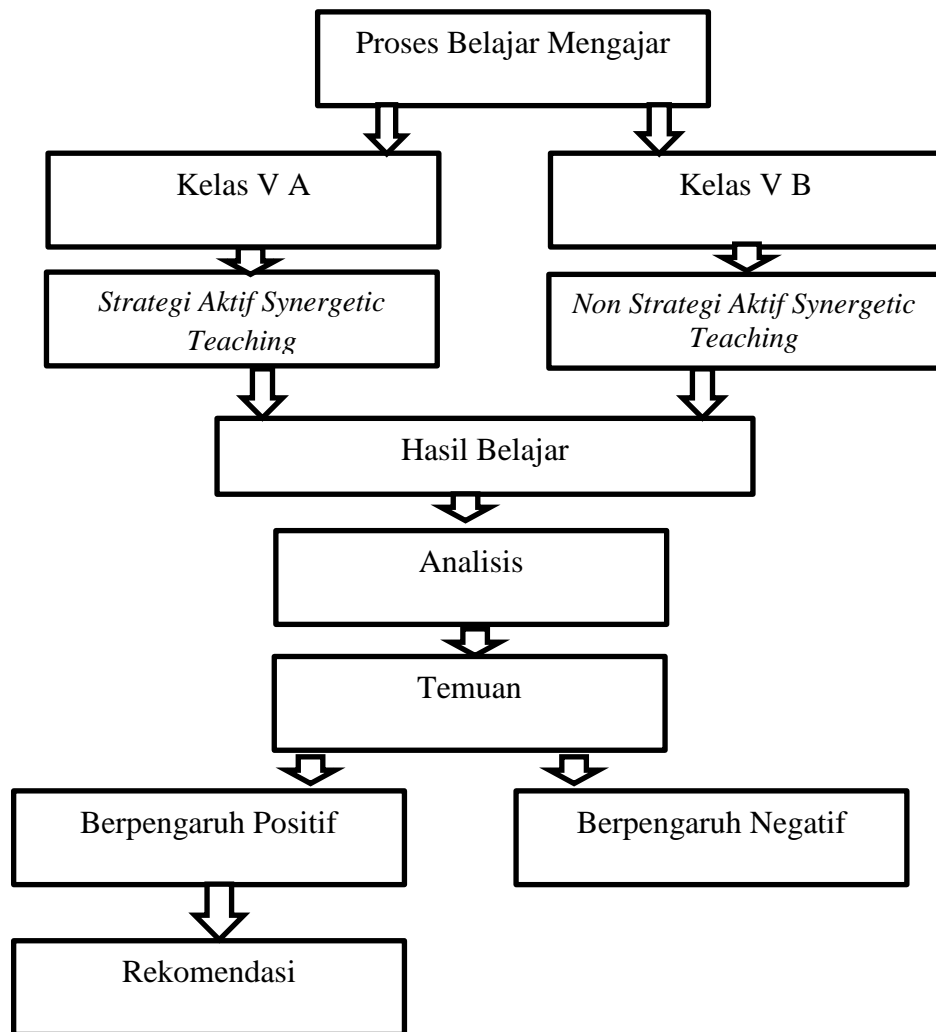 Proses Belajar Mengajar
Kelas V A
Kelas V B
Strategi Aktif Synergetic
Teaching
Non Strategi Aktif Synergetic
Teaching
Hasil Belajar
Analisis
Temuan
Berpengaruh Positif
Berpengaruh Negatif
Rekomendasi